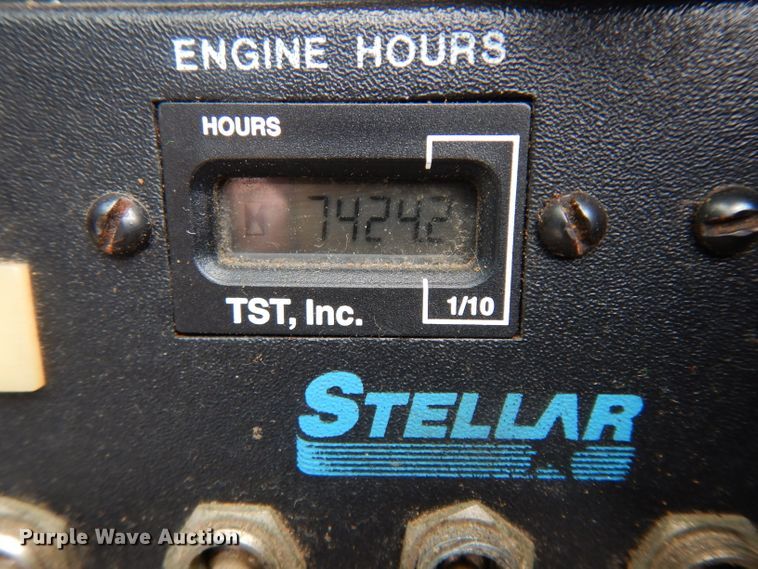 ENGINE HOURS
HOURS
7424.2
TST, Inc.
1/10
STELLAR
Purple Wave Auction